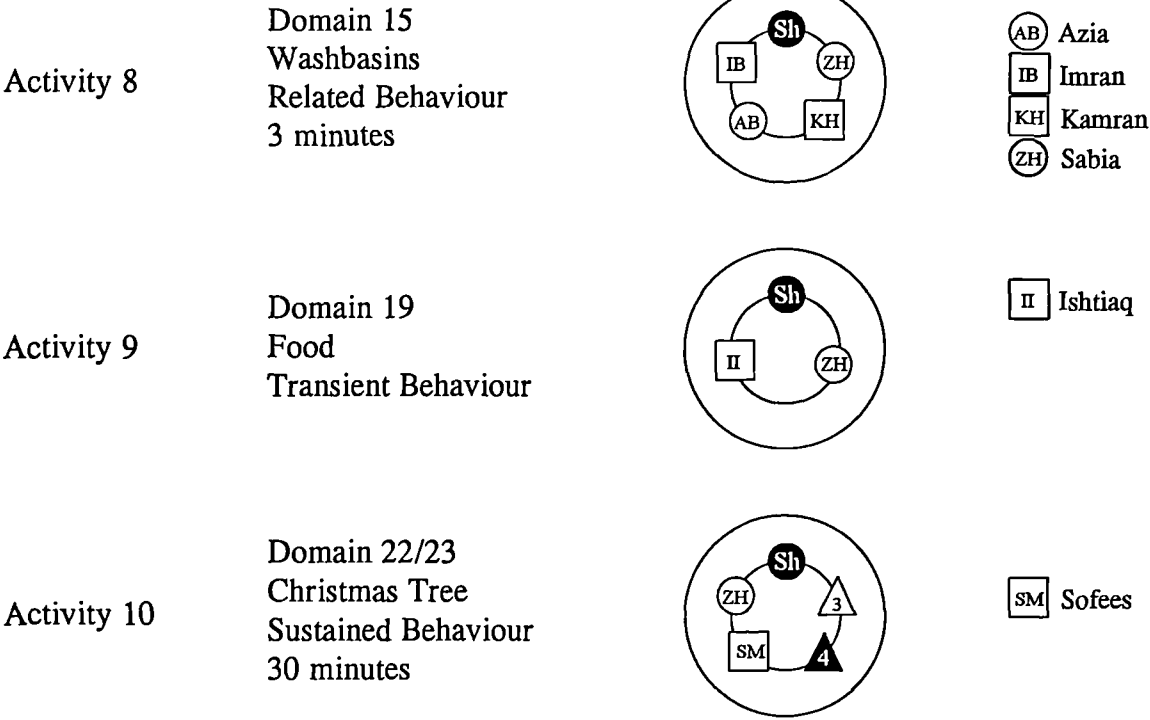 Activity 8
Domain 15
Washbasins
Related Behaviour
3 minutes
Sh
IB
ZH
AB
KH
AB Azia
IB Imran
KH Kamran
ZH Sabia
Activity 9
Domain 19
Food
Transient Behaviour
Sh
II
ZH
II Ishtiaq
Activity 10
Domain 22/23
Christmas Tree
Sustained Behaviour
30 minutes
Sh
ZH
3
SM
4
SM Sofees